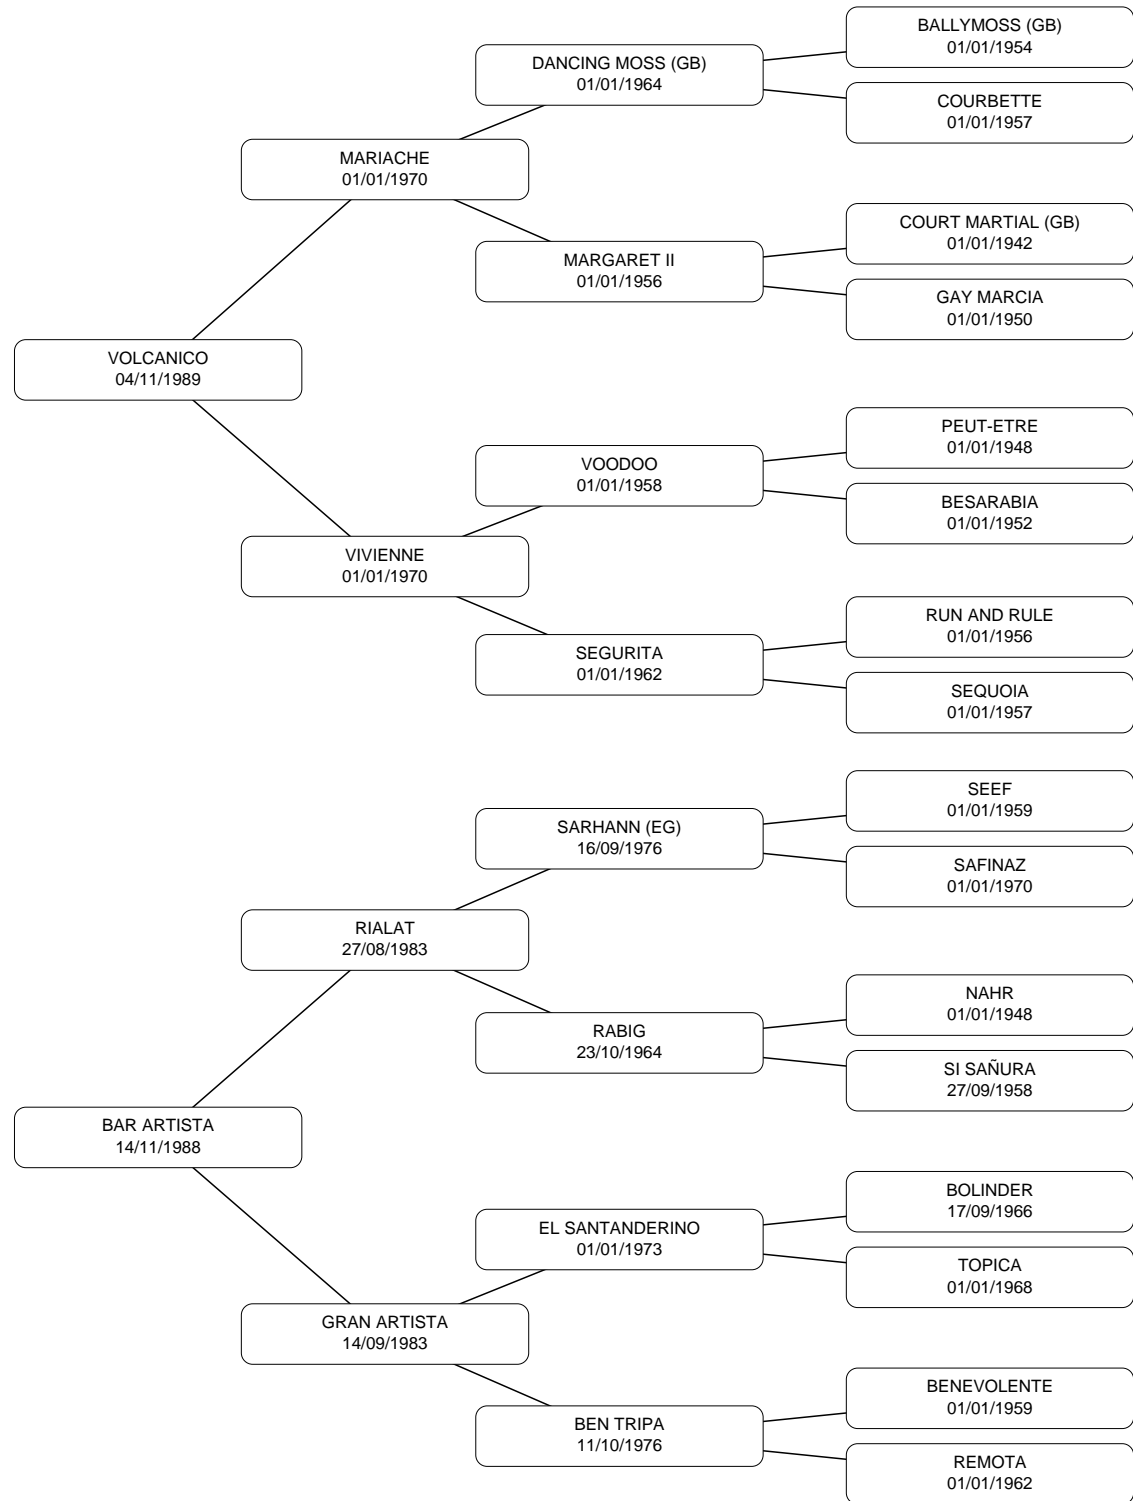 BALLYMOSS (GB)
01/01/1954
DANCING MOSS (GB)
01/01/1964
COURBETTE
01/01/1957
MARIACHE
01/01/1970
COURT MARTIAL (GB)
01/01/1942
MARGARET II
01/01/1956
GAY MARCIA
01/01/1950
VOLCANICO
04/11/1989
PEUT-ETRE
01/01/1948
VOODOO
01/01/1958
BESARABIA
01/01/1952
VIVIENNE
01/01/1970
RUN AND RULE
01/01/1956
SEGURITA
01/01/1962
SEQUOIA
01/01/1957
SEEF
01/01/1959
SARHANN (EG)
16/09/1976
SAFINAZ
01/01/1970
RIALAT
27/08/1983
NAHR
01/01/1948
RABIG
23/10/1964
SI SAÑURA
27/09/1958
BAR ARTISTA
14/11/1988
BOLINDER
17/09/1966
EL SANTANDERINO
01/01/1973
TOPICA
01/01/1968
GRAN ARTISTA
14/09/1983
BENEVOLENTE
01/01/1959
BEN TRIPA
11/10/1976
REMOTA
01/01/1962